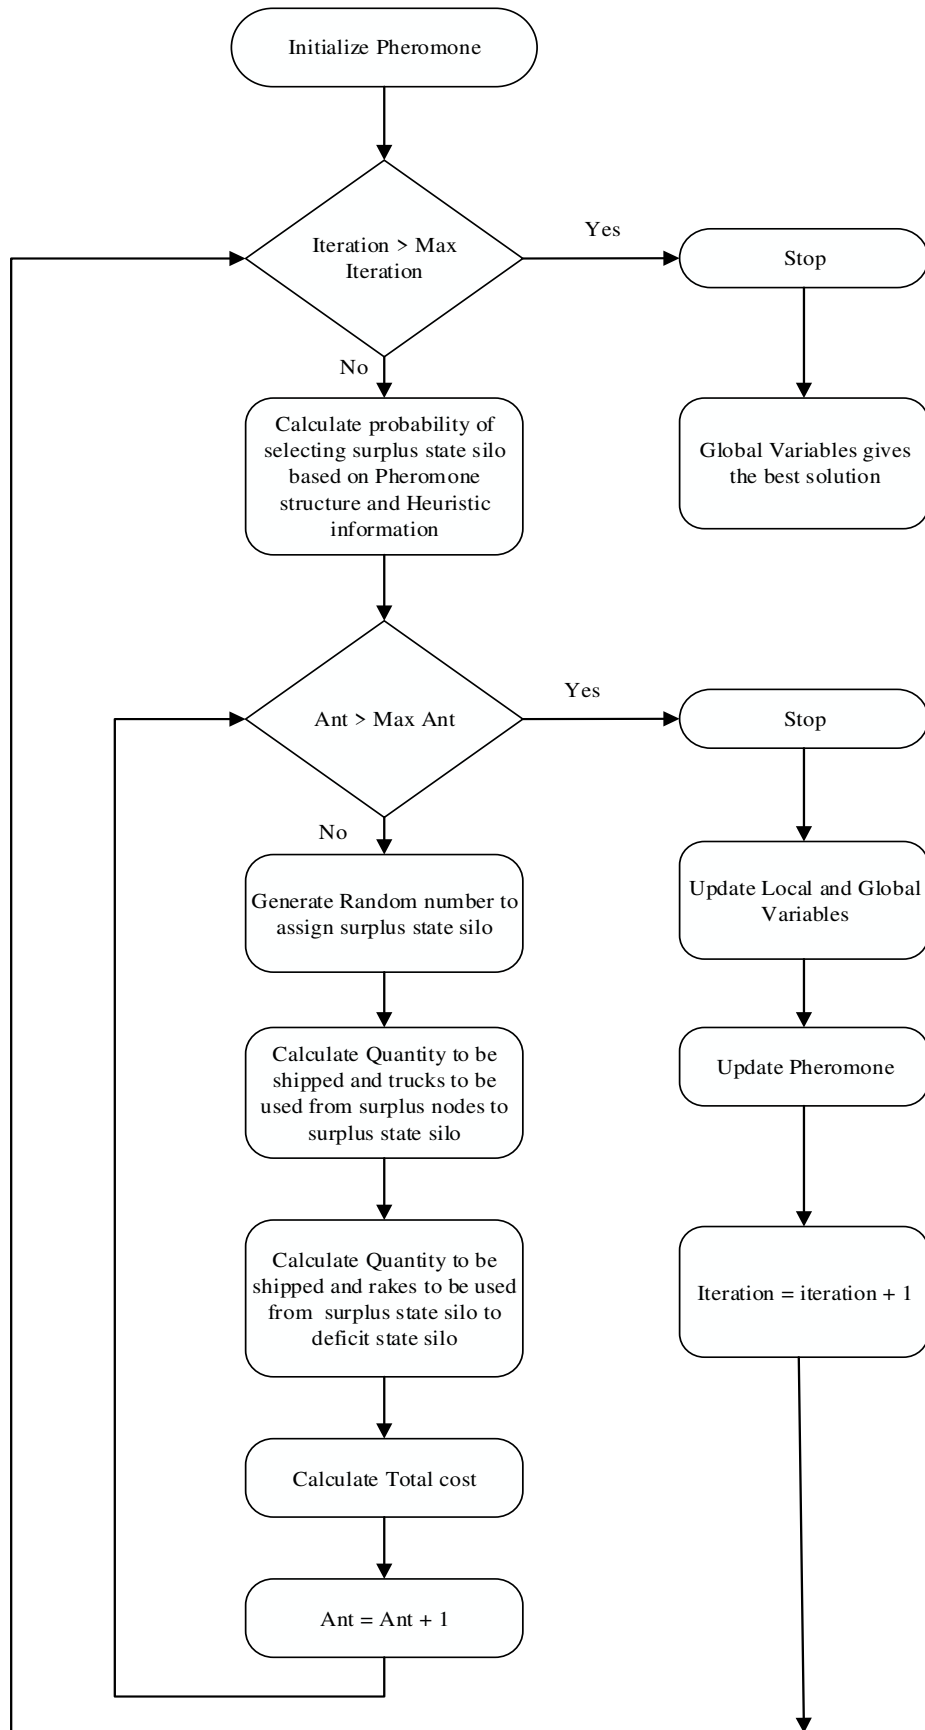 Initialize Pheromone
Iteration > Max
Iteration
Yes
Stop
No
Calculate probability of
selecting surplus state silo
based on Pheromone
structure and Heuristic
information
Global Variables gives
the best solution
Ant > Max Ant
Yes
Stop
No
Generate Random number to
assign surplus state silo
Update Local and Global
Variables
Calculate Quantity to be
shipped and trucks to be
used from surplus nodes to
surplus state silo
Update Pheromone
Calculate Quantity to be
shipped and rakes to be used
from surplus state silo to
deficit state silo
Iteration = iteration + 1
Calculate Total cost
Ant = Ant + 1